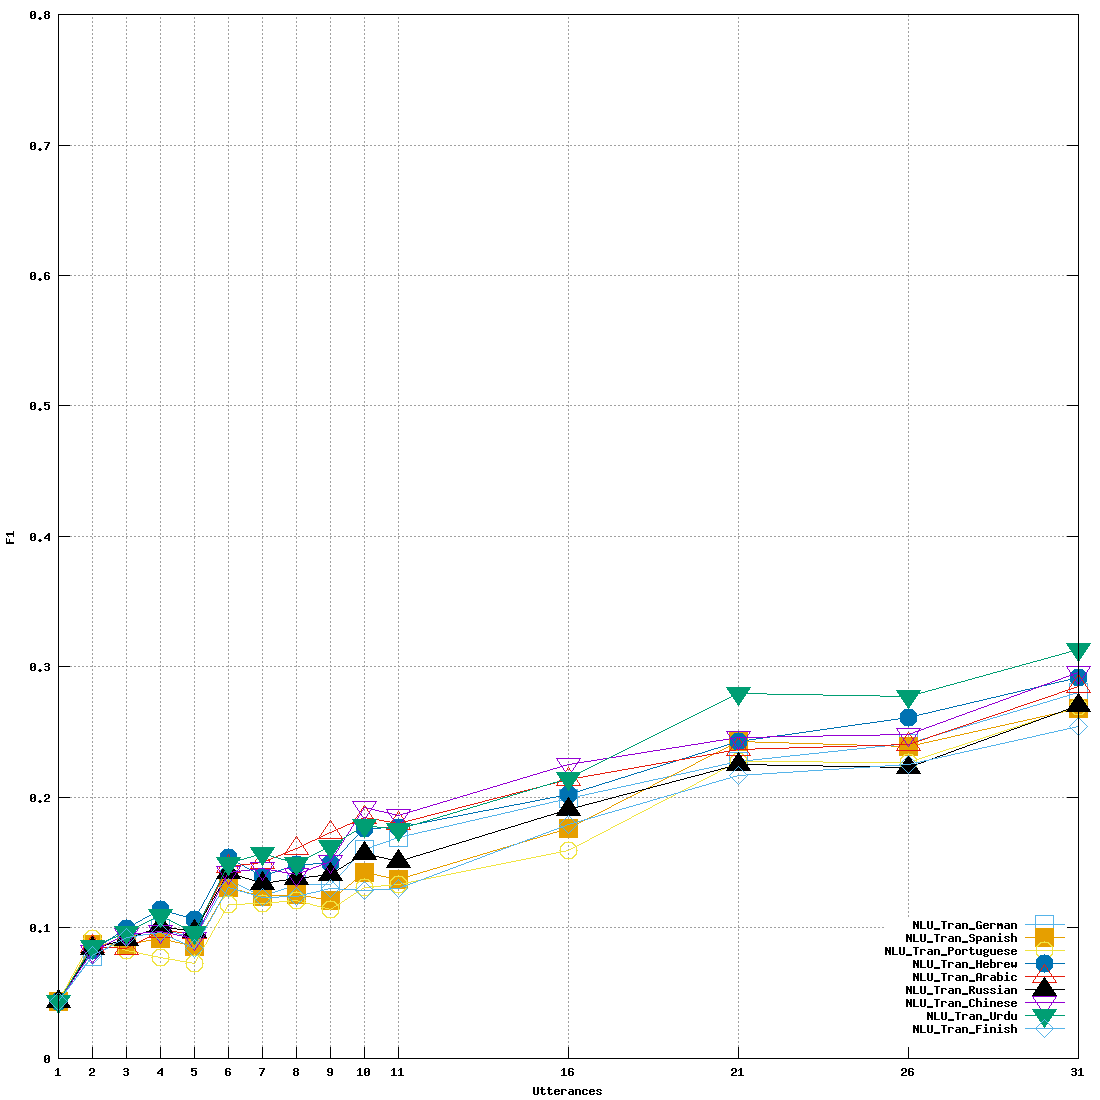 0.8
0.7
0.6
0.5
0.4
0.3
0.2
0.1
0
F1
1 2 3 4 5 6 7 8 9 10 11 16 21 26 31
Utterances
NLU_Tran_German
NLU_Tran_Spanish
NLU_Tran_Portuguese
NLU_Tran_Hebrew
NLU_Tran_Arabic
NLU_Tran_Russian
NLU_Tran_Chinese
NLU_Tran_Urdu
NLU_Tran_Finish